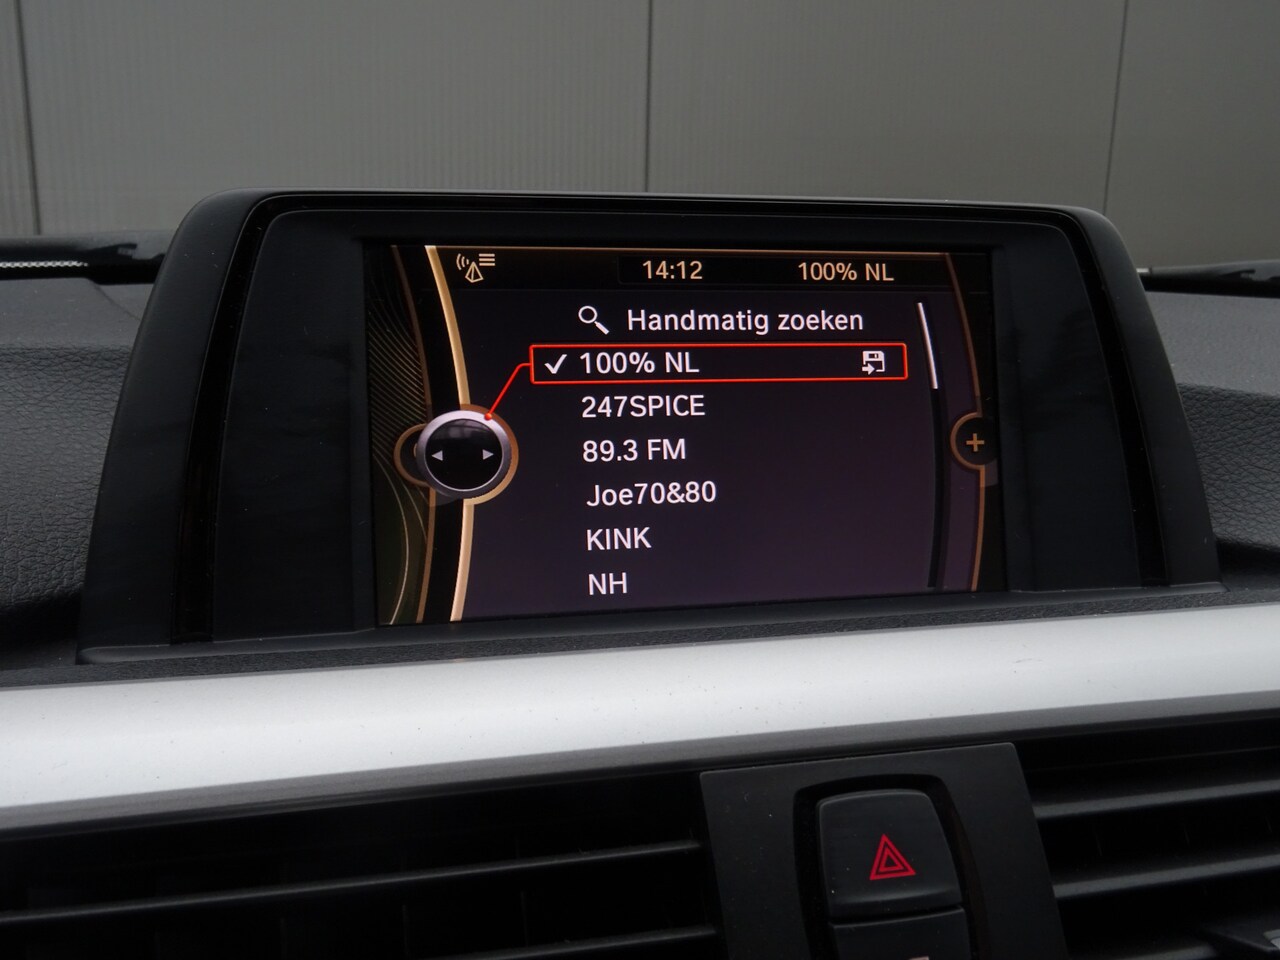 14:12 100% NL
Handmatig zoeken
100% NL
247SPICE
89.3 FM
Joe70&80
KINK
NH